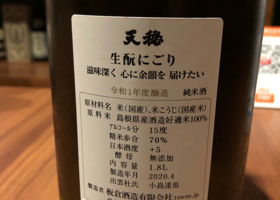 天穏
生酛にごり
滋味深く 心に余韻を 届けたい
令和1年度醸造 純米酒
原材料名 米(国産)、米こうじ(国産米)
原料米 島根県産酒造好適米100%
アルコール分 15度
精米歩合 70%
日本酒度 +5
酵母 無添加
内容量 1.8L
製造年月 2020.4
出雲杜氏 小島達也
製造者 板倉酒造有限会社